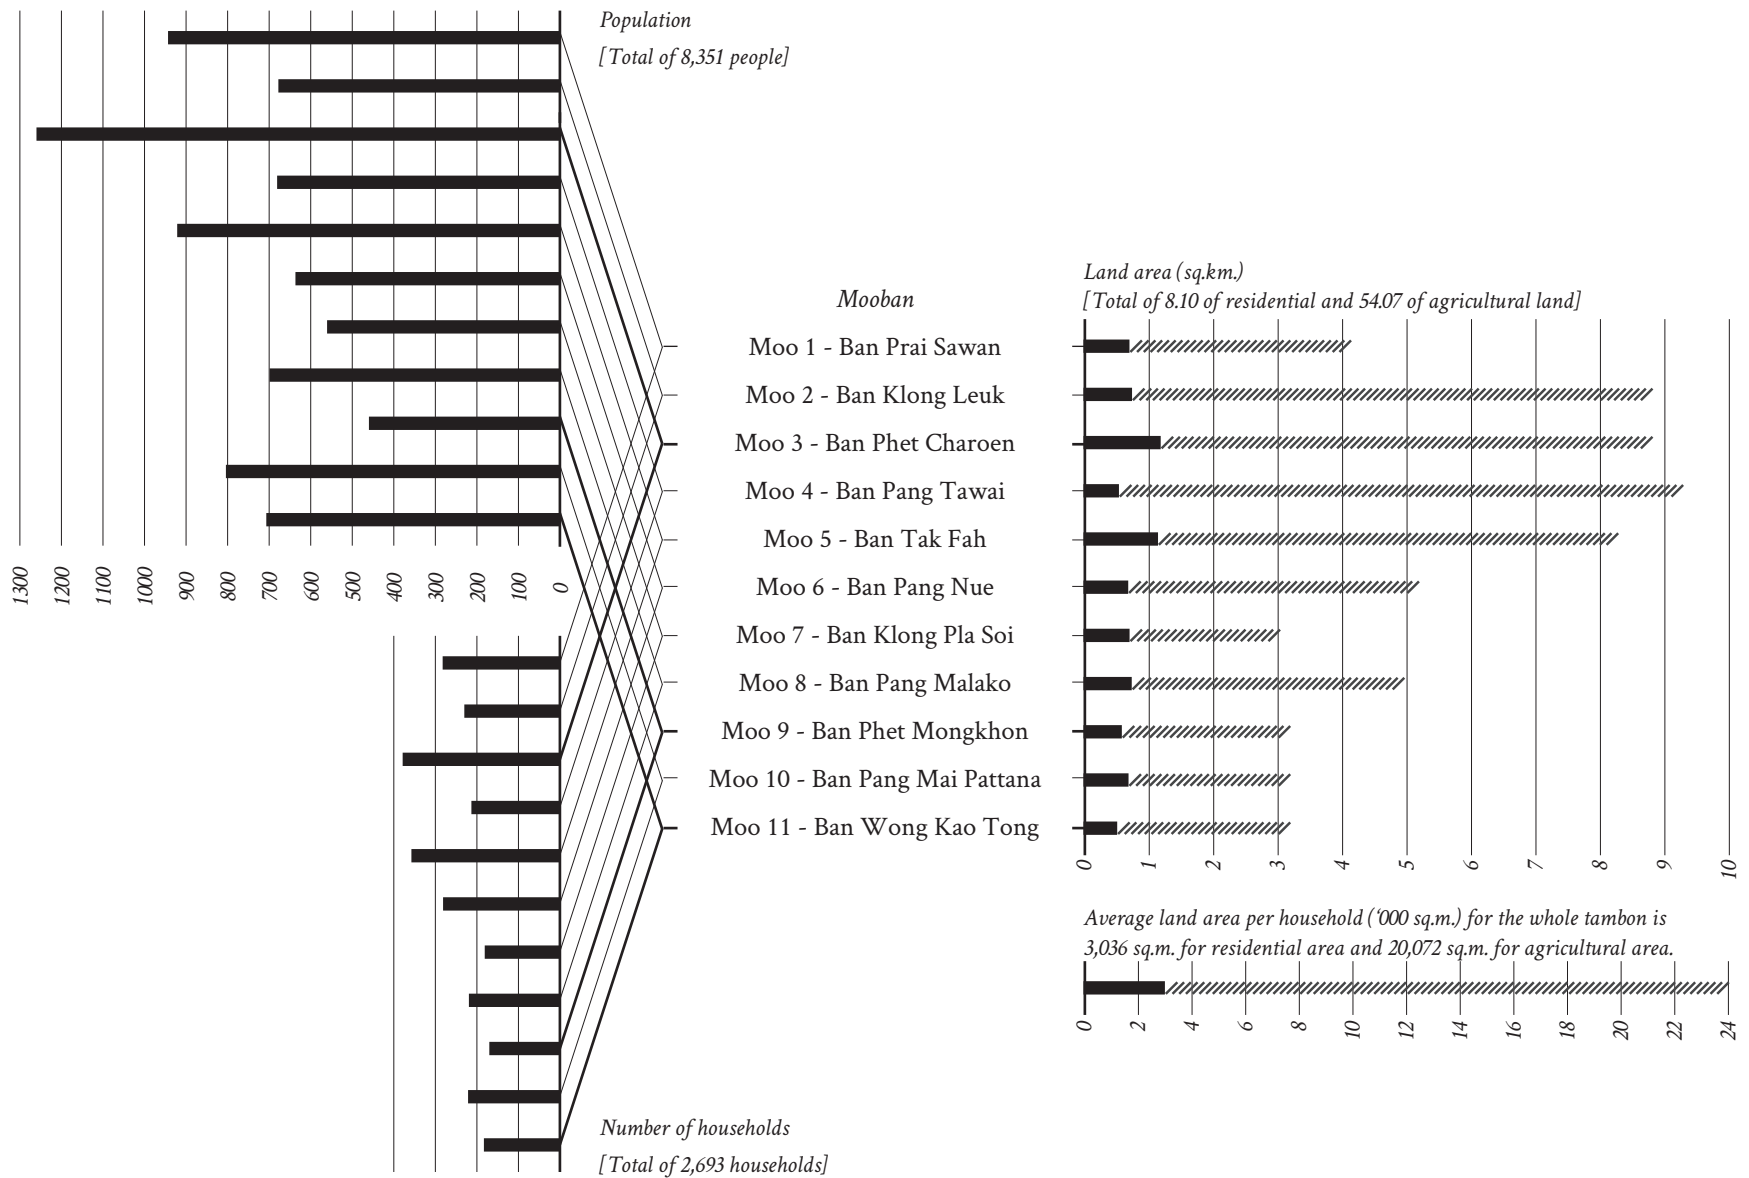 Population
[Total of 8,351 people]
1300 1200 1100 1000 900 800 700 600 500 400 300 200 100 0
Number of households
[Total of 2,693 households]
Mooban
Moo 1 - Ban Prai Sawan
Moo 2 - Ban Klong Leuk
Moo 3 - Ban Phet Charoen
Moo 4 - Ban Pang Tawai
Moo 5 - Ban Tak Fah
Moo 6 - Ban Pang Nue
Moo 7 - Ban Klong Pla Soi
Moo 8 - Ban Pang Malako
Moo 9 - Ban Phet Mongkhon
Moo 10 - Ban Pang Mai Pattana
Moo 11 - Ban Wong Kao Tong
Land area (sq.km.)
[Total of 8.10 of residential and 54.07 of agricultural land]
0 1 2 3 4 5 6 7 8 9 10
Average land area per household (‘000 sq.m.) for the whole tambon is
3,036 sq.m. for residential area and 20,072 sq.m. for agricultural area.
0 2 4 6 8 10 12 14 16 18 20 22 24